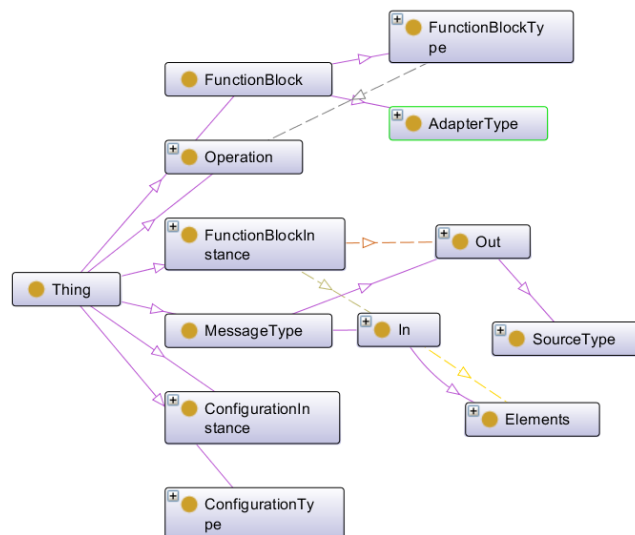 FunctionBlockTy
pe
FunctionBlock
AdapterType
Operation
FunctionBlockIn
stance
Out
Thing
MessageType
In
SourceType
ConfigurationIn
stance
Elements
ConfigurationTy
pe